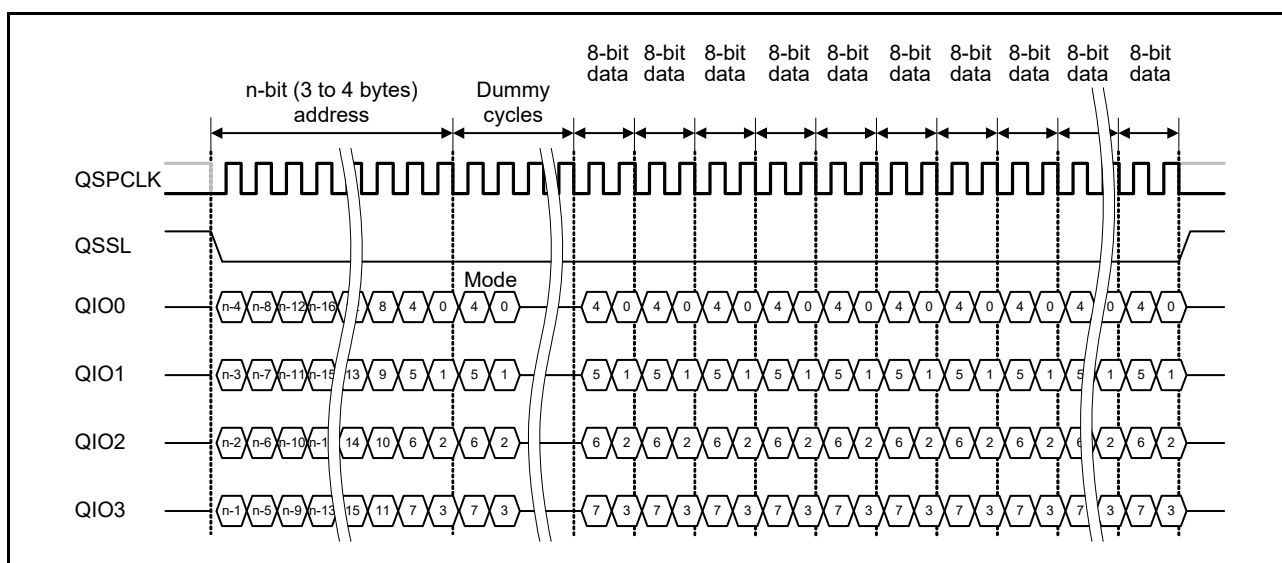 8-bit 8-bit 8-bit 8-bit 8-bit 8-bit 8-bit 8-bit 8-bit 8-bit
data data data data data data data data data data
n-bit (3 to 4 bytes) Dummy
address cycles
QSPCLK
QSSL
Mode
QIO0 n-4 n-8 n-12 n-16 8 4 0 4 0 4 0 4 0 4 0 4 0 4 0 4 0 4 0 4 0 4 0 4 0
QIO1 n-3 n-7 n-11 n-15 13 9 5 1 5 1 5 1 5 1 5 1 5 1 5 1 5 1 5 1 5 1 5 1 5 1
QIO2 n-2 n-6 n-10 14 10 6 2 6 2 6 2 6 2 6 2 6 2 6 2 6 2 6 2 6 2 6 2 6 2
QIO3 n-1 n-5 n-9 n-13 15 11 7 3 7 3 7 3 7 3 7 3 7 3 7 3 7 3 7 3 7 3 7 3 7 3